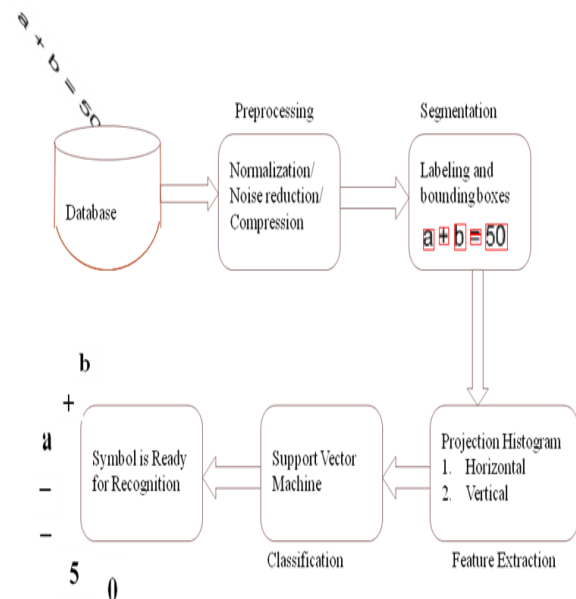 a + b = 50
Preprocessing
Segmentation
Database
Normalization/
Noise reduction/
Compression
Labeling and
bounding boxes
a + b = 50
b
+
a
–
–
5
0
Symbol is Ready
for Recognition
Support Vector
Machine
Projection Histogram
1. Horizontal
2. Vertical
Classification
Feature Extraction